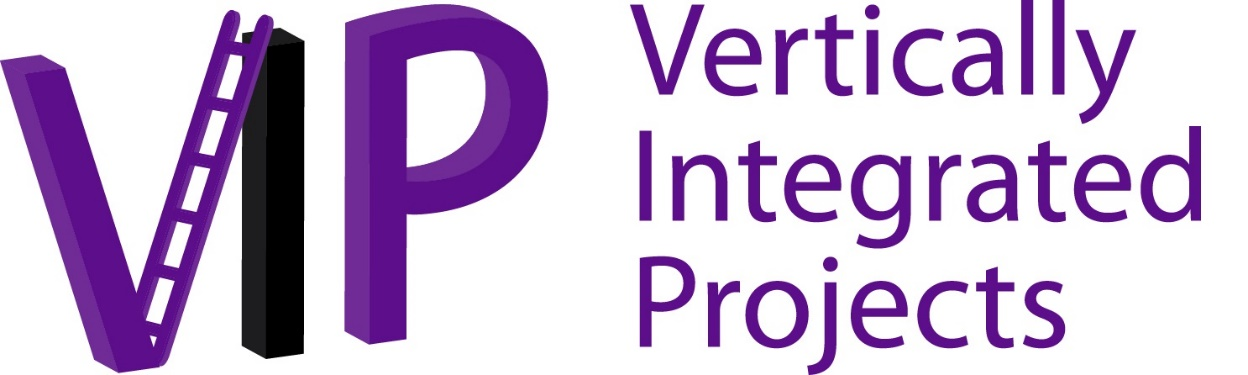 VIP
Vertically
Integrated
Projects